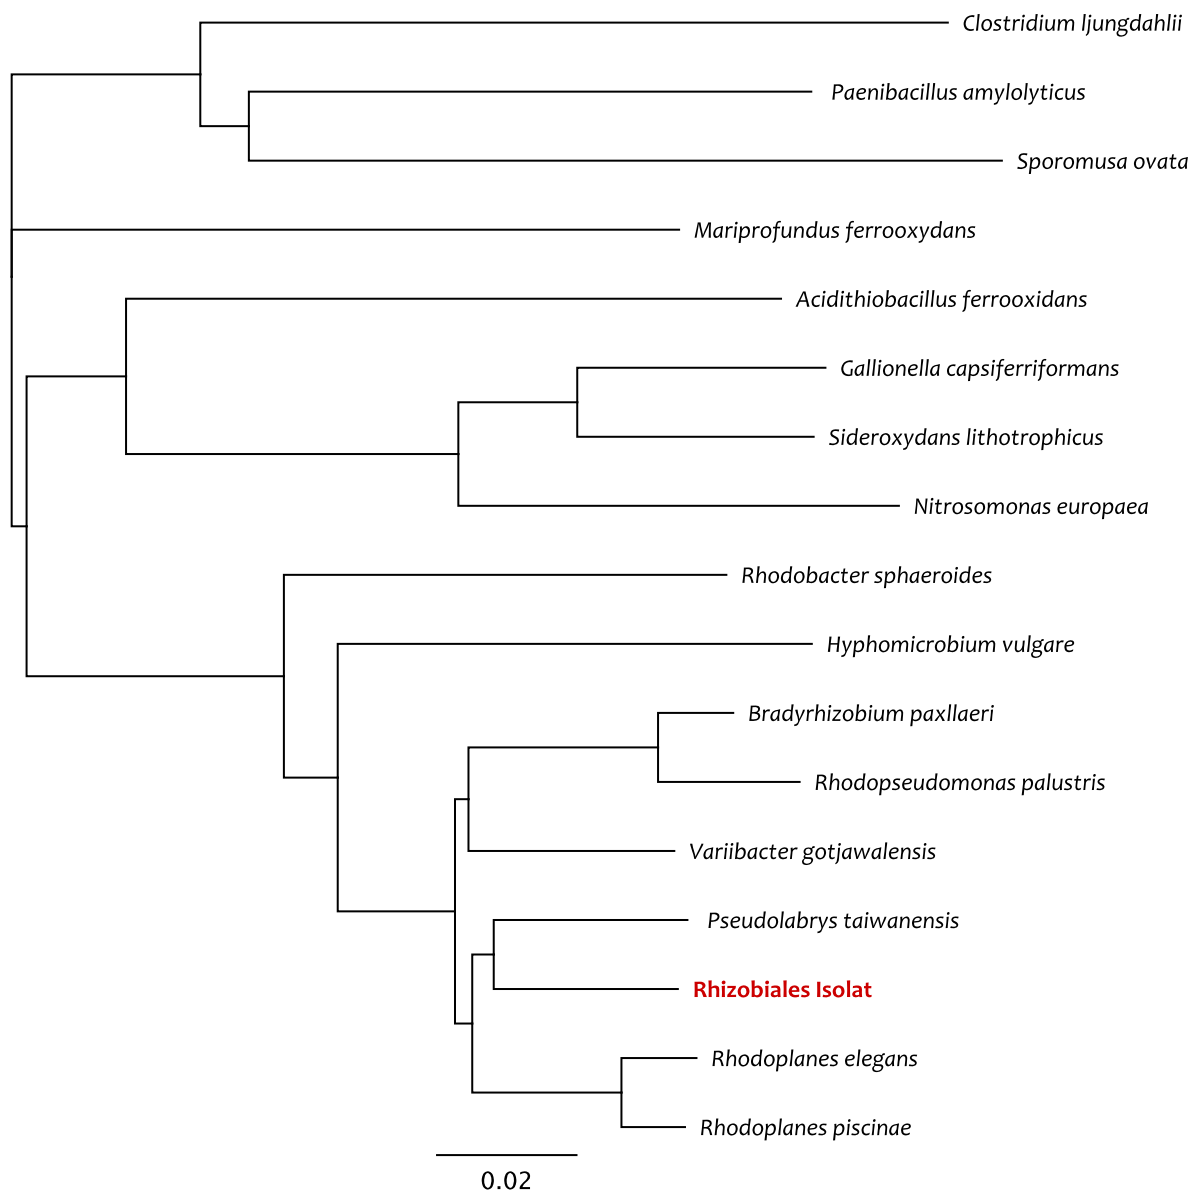 Clostridium ljungdahlii
Paenibacillus amylolyticus
Sporomusa ovata
Mariprofundus ferrooxydans
Acidithiobacillus ferrooxidans
Gallionella capsiferriformans
Sideroxydans lithotrophicus
Nitrosomonas europaea
Rhodobacter sphaeroides
Hyphomicrobium vulgare
Bradyrhizobium paxllaeri
Rhodopseudomonas palustris
Variibacter gotjawalensis
Pseudolabrys taiwanensis
Rhizobiales Isolat
Rhodoplanes elegans
Rhodoplanes piscinae
0.02